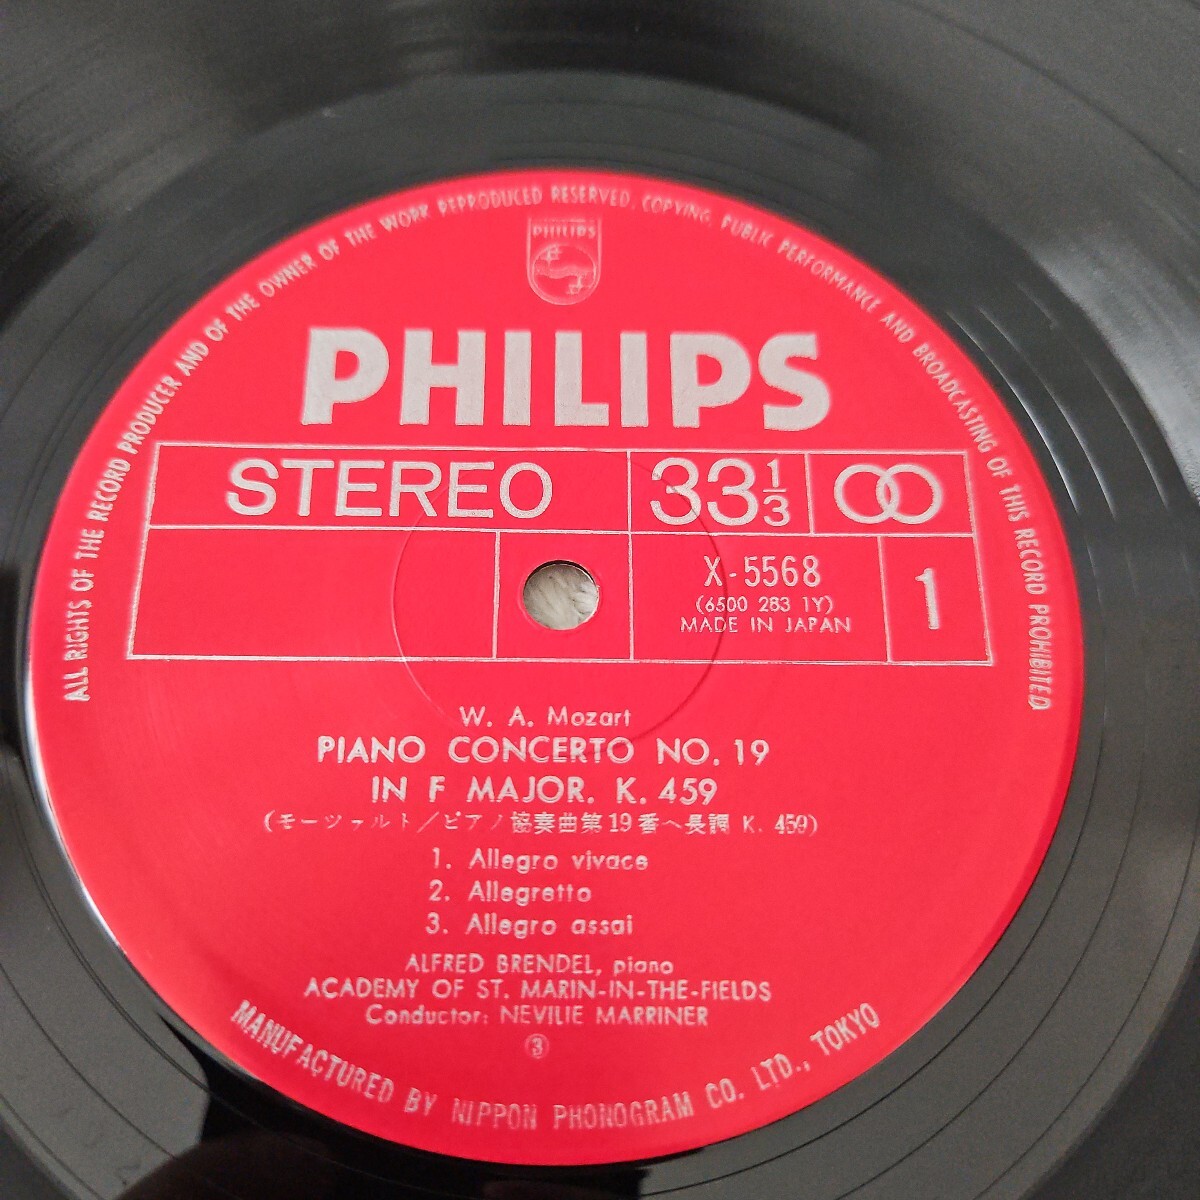 ALL RIGHTS OF THE RECORD PRODUCER AND OF THE OWNER OF THE WORK REPRODUCED RESERVED. COPYING, PUBLIC PERFORMANCE AND BROADCASTING OF THIS RECORD PROHIBITED
PHILIPS
PHILIPS
STEREO 33 1/3
X-5568 1
(6500 283 1Y)
MADE IN JAPAN
W. A. Mozart
PIANO CONCERTO NO. 19
IN F MAJOR. K. 459
(モーツァルト/ピアノ協奏曲第19番ヘ長調 K. 459)
1. Allegro vivace
2. Allegretto
3. Allegro assai
ALFRED BRENDEL, piano
ACADEMY OF ST. MARIN-IN-THE-FIELDS
Conductor: NEVILIE MARRINER
③
MANUFACTURED BY NIPPON PHONOGRAM CO. LTD., TOKYO